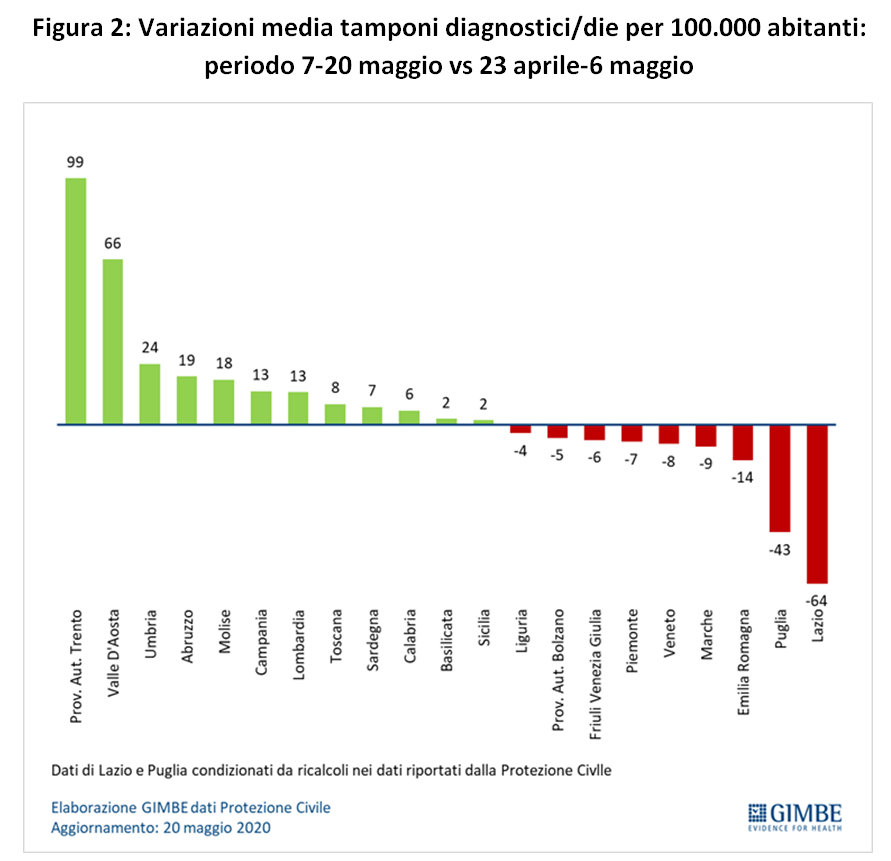 Figura 2: Variazioni media tamponi diagnostici/die per 100.000 abitanti:
periodo 7-20 maggio vs 23 aprile-6 maggio
99
66
24
19
18
13
13
8
7
6
2
2
-4
-5
-6
-7
-8
-9
-14
-43
-64
Prov. Aut. Trento
Valle D'Aosta
Umbria
Abruzzo
Molise
Campania
Lombardia
Toscana
Sardegna
Calabria
Basilicata
Sicilia
Liguria
Prov. Aut. Bolzano
Friuli Venezia Giulia
Piemonte
Veneto
Marche
Emilia Romagna
Puglia
Lazio
Dati di Lazio e Puglia condizionati da ricalcoli nei dati riportati dalla Protezione Civlle
Elaborazione GIMBE dati Protezione Civile
Aggiornamento: 20 maggio 2020
GIMBE
EVIDENCE FOR HEALTH